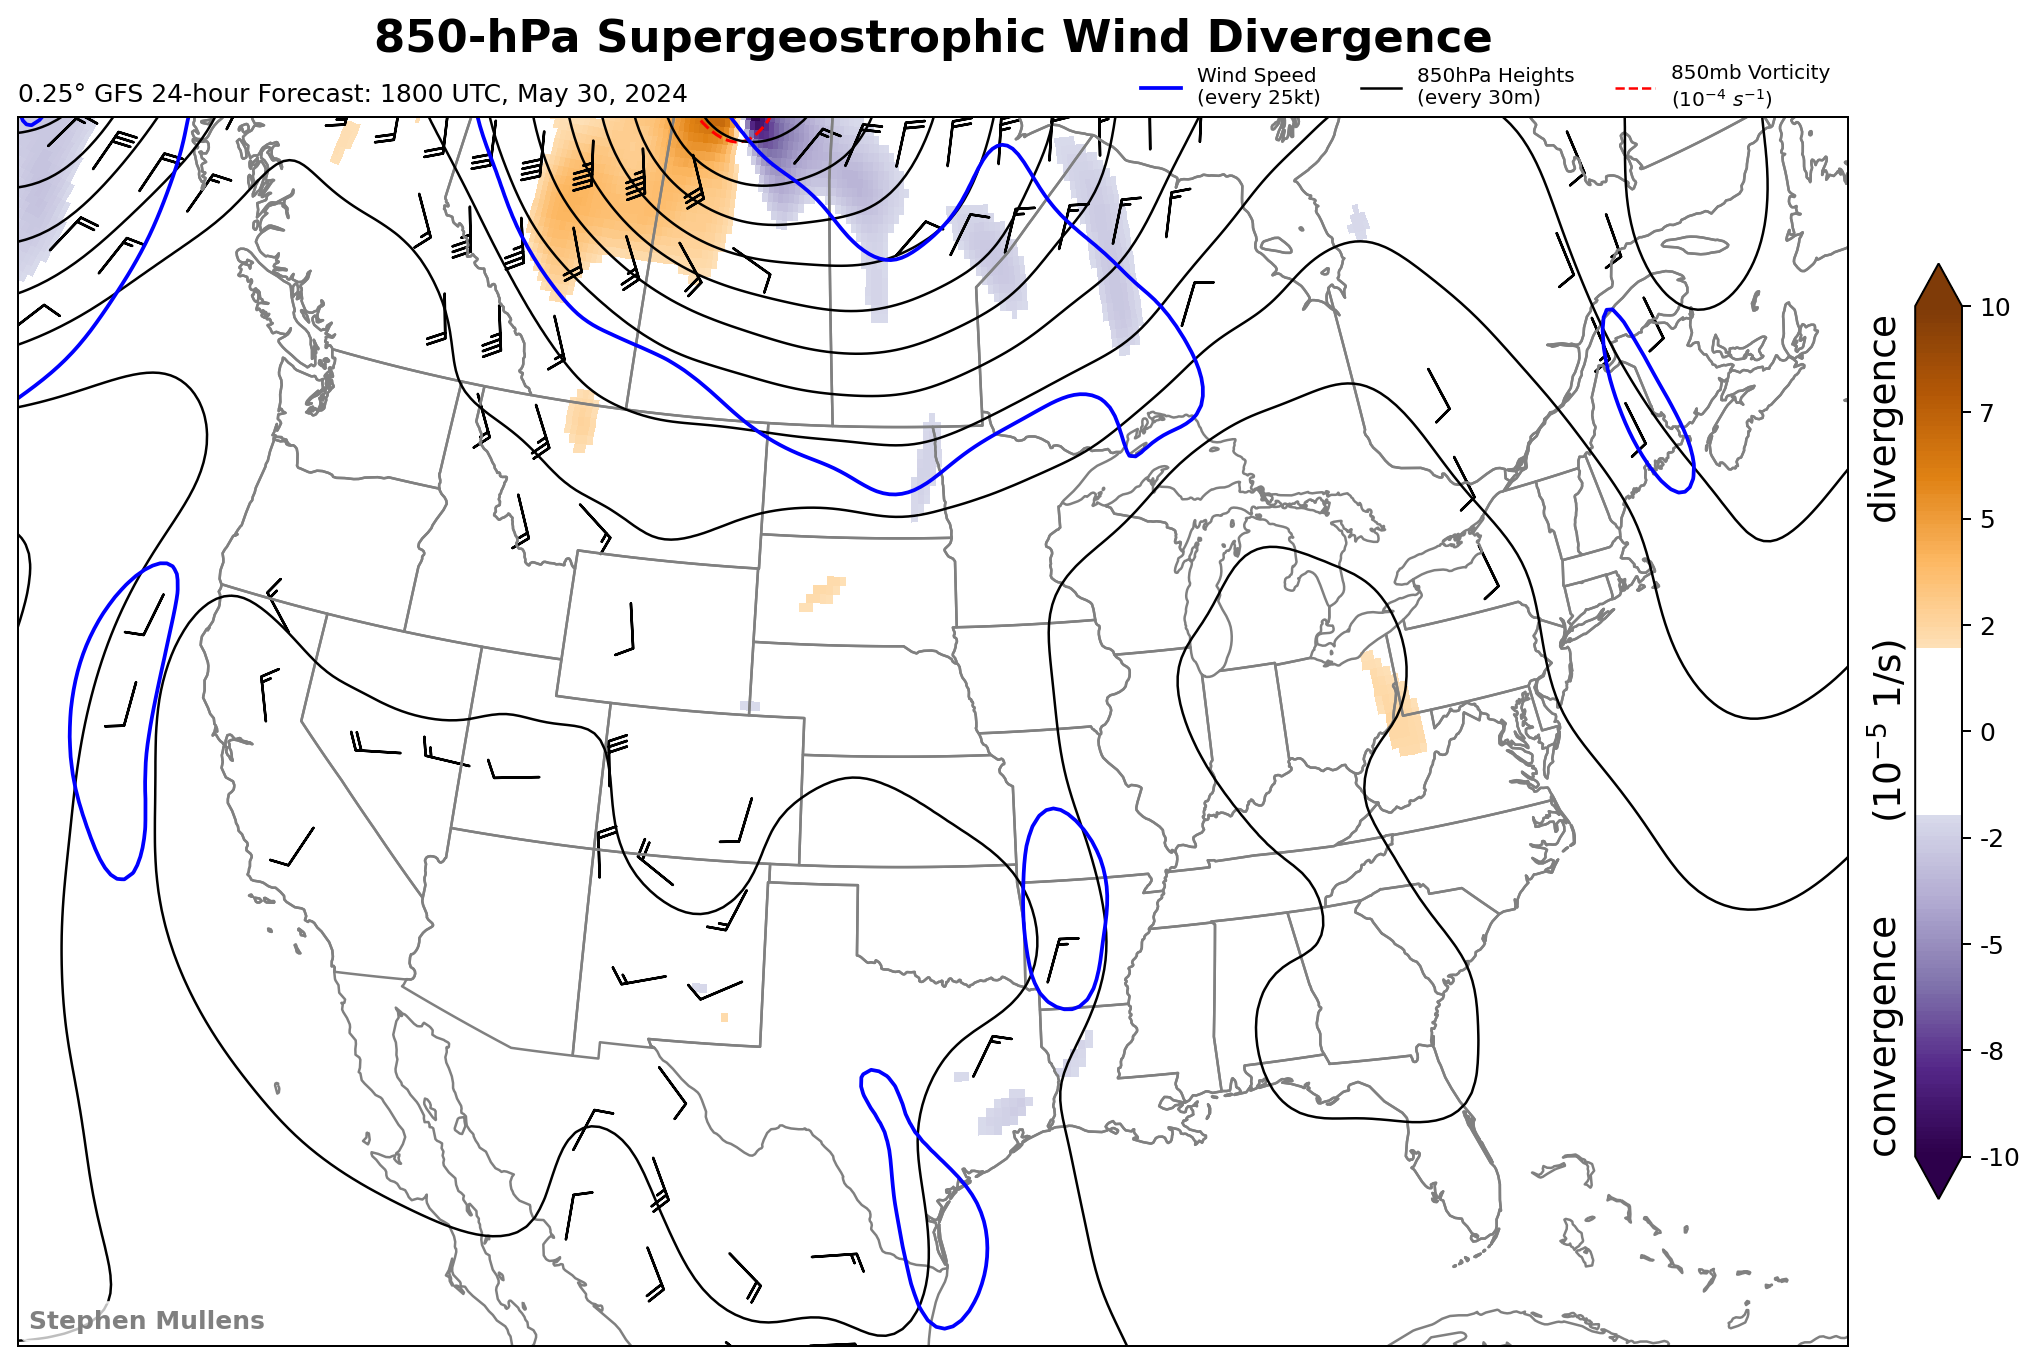 850-hPa Supergeostrophic Wind Divergence
0.25° GFS 24-hour Forecast: 1800 UTC, May 30, 2024
Wind Speed
(every 25kt)
850hPa Heights
(every 30m)
850mb Vorticity
(10⁻⁴ s⁻¹)
10
7
5
2
0
-2
-5
-8
-10
divergence
(10⁻⁵ 1/s)
convergence
Stephen Mullens